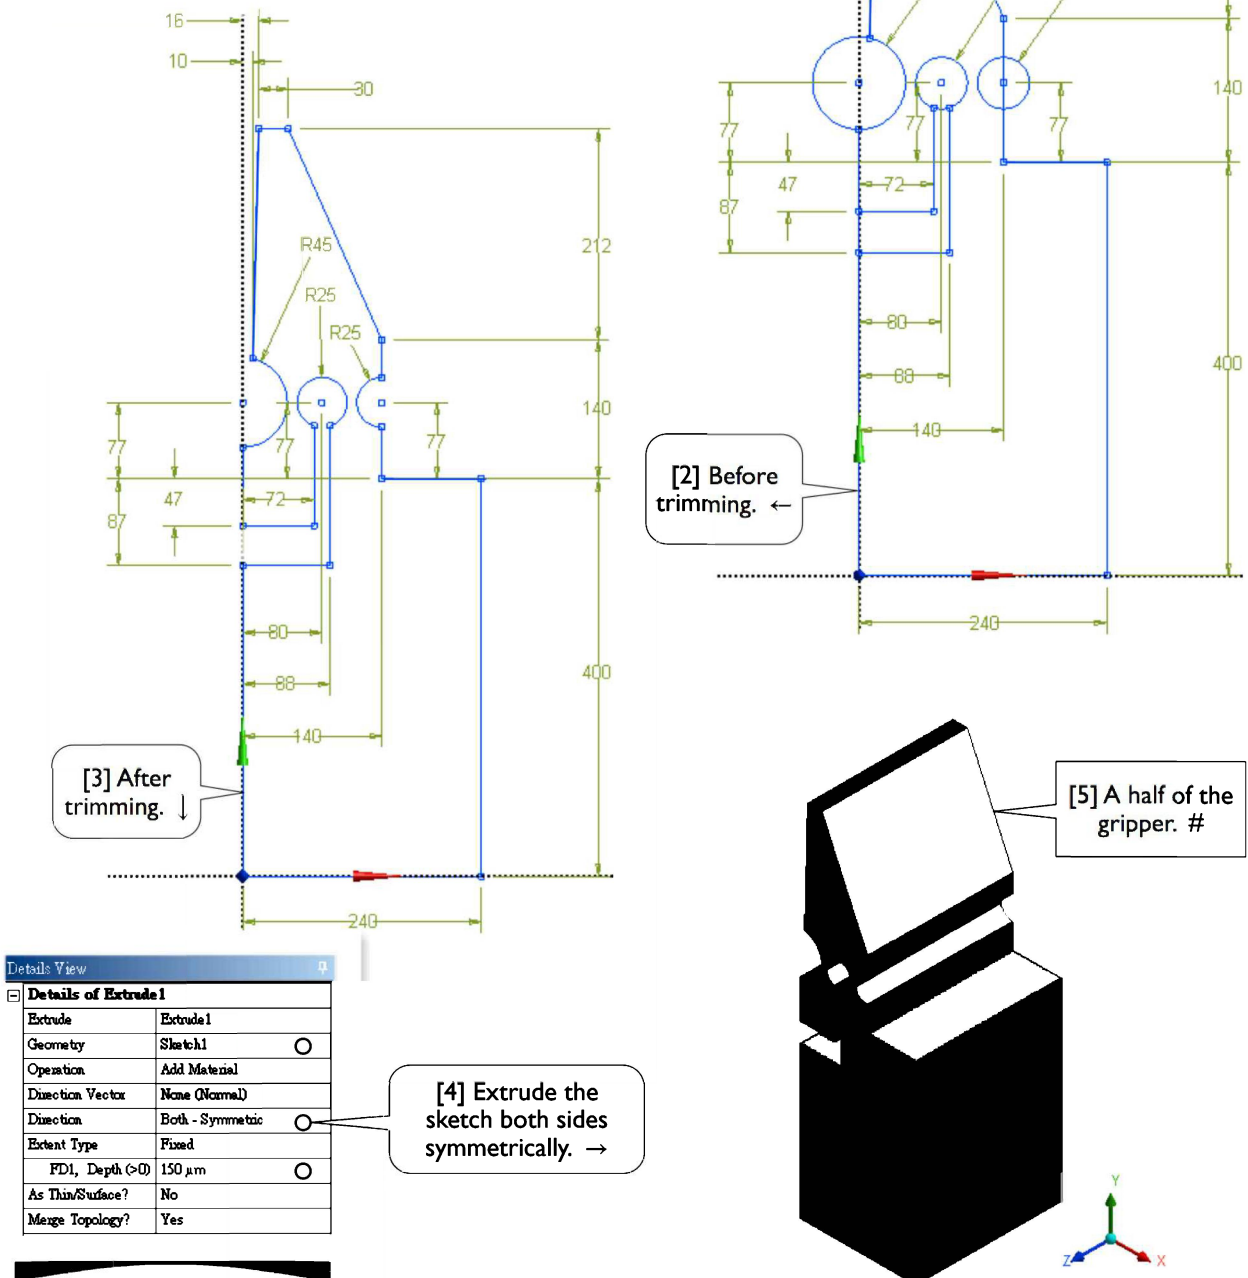 16
10
30
R45
212
R25
R25
140
77
77
77
47
72
87
80
88
400
140
[3] After
trimming. ↓
240
140
77
77
77
47
72
87
80
88
400
140
[2] Before
trimming. ←
240
Details View
Details of Extrude1
Extrude Extrude1
Geometry Sketch1
Operation Add Material
Direction Vector None (Normal)
Direction Both - Symmetric
Extent Type Fixed
FD1, Depth (>0) 150 µm
As Thin/Surface? No
Merge Topology? Yes
[4] Extrude the
sketch both sides
symmetrically. →
[5] A half of the
gripper. #
Y
Z
X